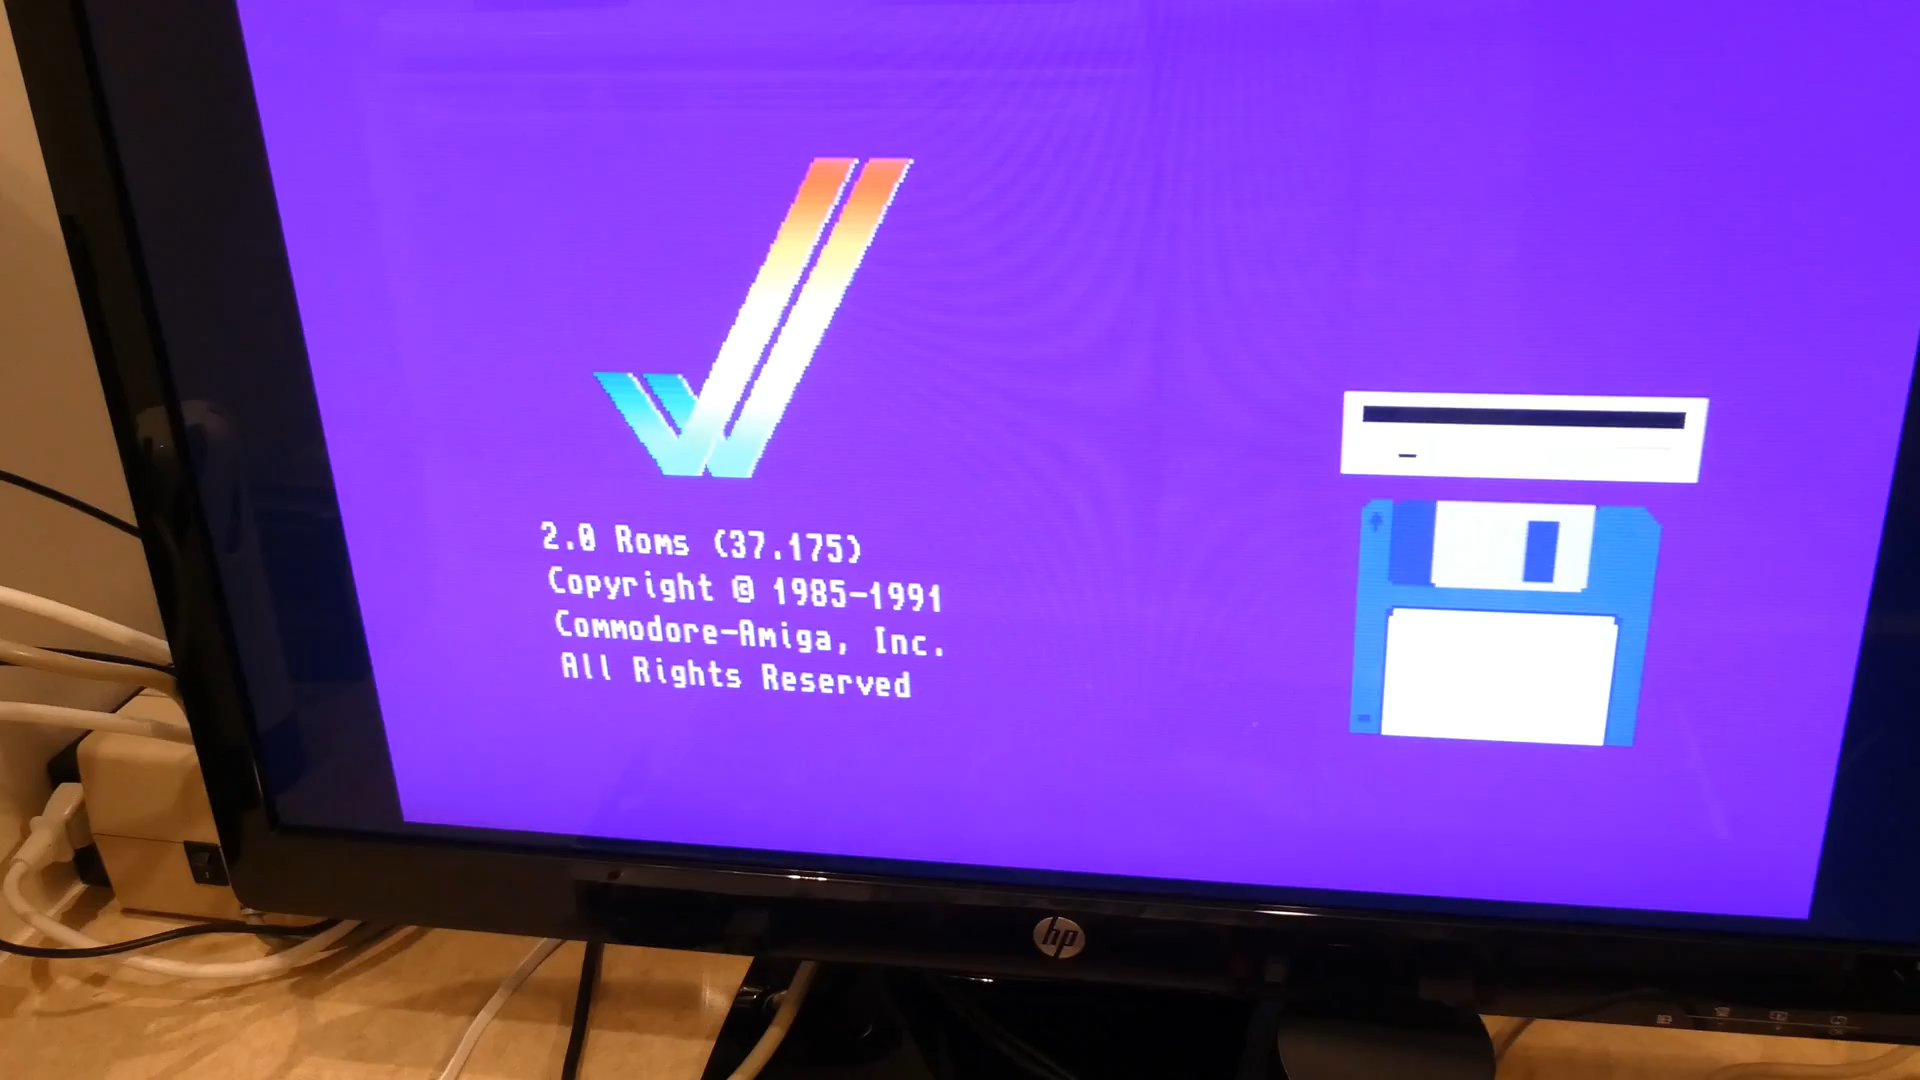 2.0 Roms (37.175)
Copyright © 1985-1991
Commodore-Amiga, Inc.
All Rights Reserved
hp